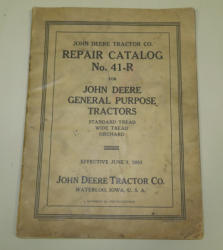 JOHN DEERE TRACTOR CO.
REPAIR CATALOG
No. 41-R
FOR
JOHN DEERE
GENERAL PURPOSE
TRACTORS
STANDARD TREAD
WIDE TREAD
ORCHARD
EFFECTIVE JUNE 1,
JOHN DEERE TRACTOR CO.
WATERLOO, IOWA, U. S. A.